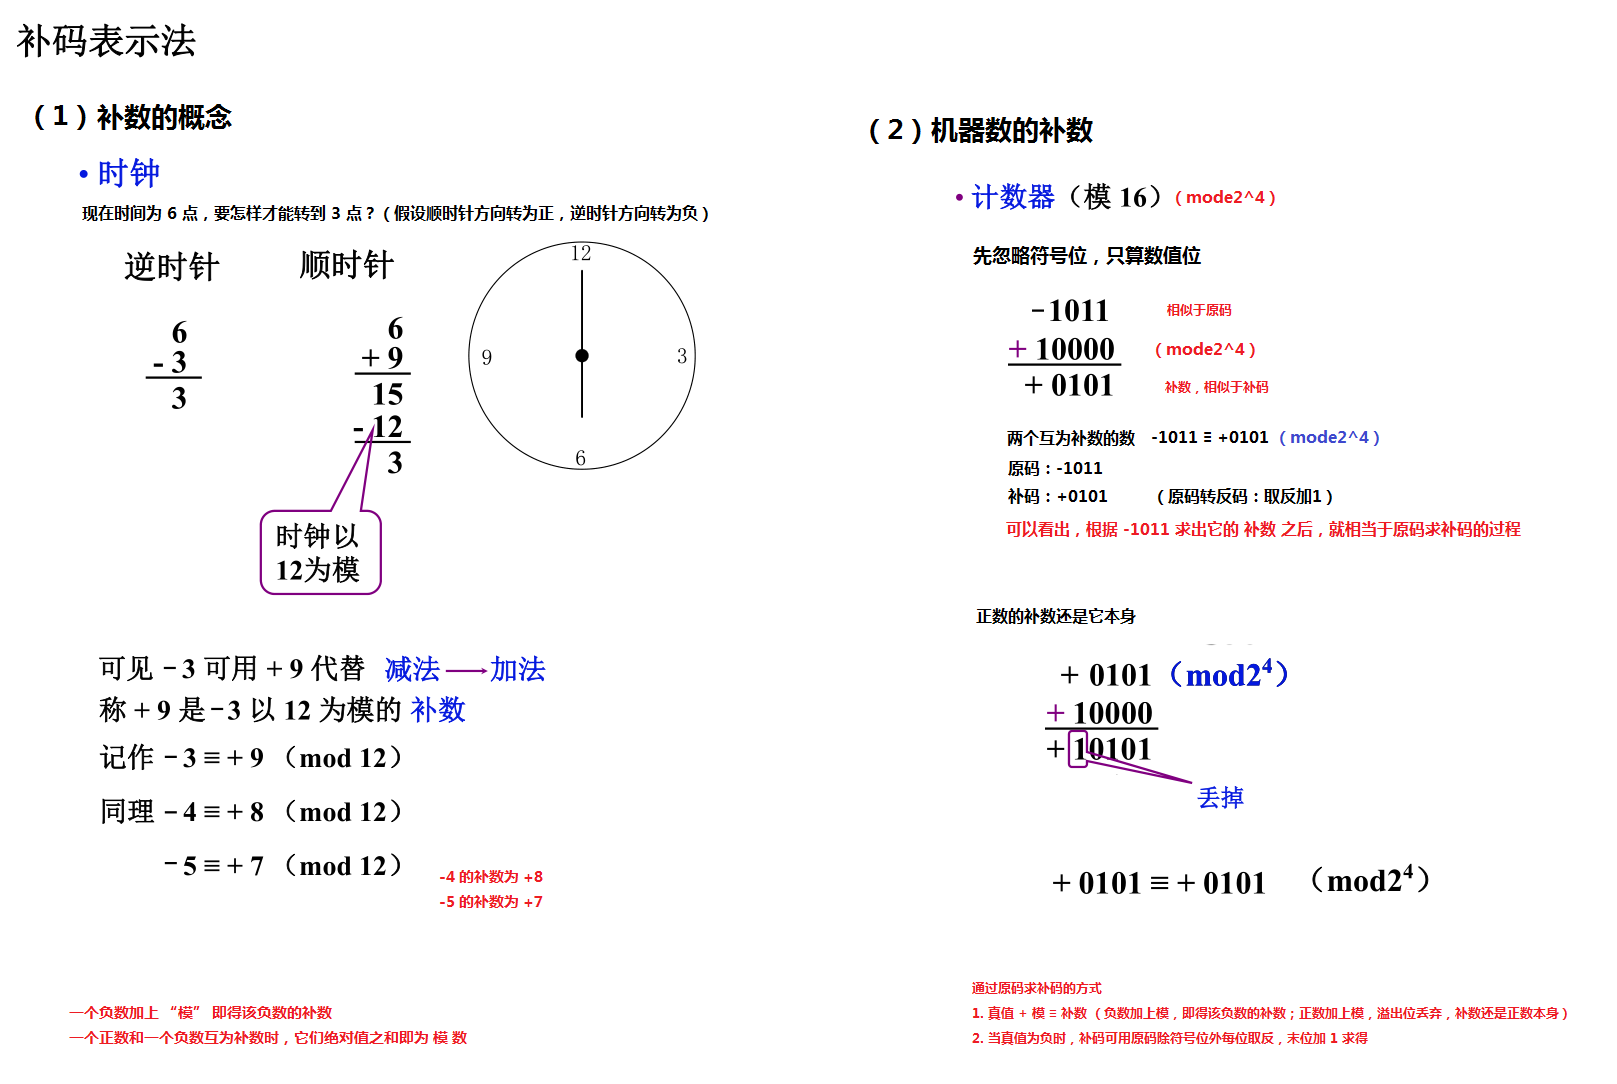 补码表示法
（1）补数的概念
• 时钟
现在时间为 6 点，要怎样才能转到 3 点？（假设顺时针方向转为正，逆时针方向转为负）
逆时针
6
- 3
3
顺时针
6
+ 9
15
- 12
3
12
9
3
6
时钟以
12为模
可见 − 3 可用 + 9 代替 减法 → 加法
称 + 9 是 − 3 以 12 为模的 补数
记作 − 3 ≡ + 9 （mod 12）
同理 − 4 ≡ + 8 （mod 12）
− 5 ≡ + 7 （mod 12）
-4 的补数为 +8
-5 的补数为 +7
一个负数加上 “模” 即得该负数的补数
一个正数和一个负数互为补数时，它们绝对值之和即为 模 数
（2）机器数的补数
• 计数器（模 16）（mode2^4）
先忽略符号位，只算数值位
− 1011 相似于原码
+ 10000 （mode2^4）
+ 0101 补数，相似于补码
两个互为补数的数 -1011 ≡ +0101 （mode2^4）
原码：-1011
补码：+0101 （原码转反码：取反加1）
可以看出，根据 -1011 求出它的 补数 之后，就相当于原码求补码的过程
正数的补数还是它本身
+ 0101（mod2⁴）
+ 10000
+ 10101
丢掉
+ 0101 ≡ + 0101 （mod2⁴）
通过原码求补码的方式
1. 真值 + 模 ≡ 补数 （负数加上模，即得该负数的补数；正数加上模，溢出位丢弃，补数还是正数本身）
2. 当真值为负时，补码可用原码除符号位外每位取反，末位加 1 求得